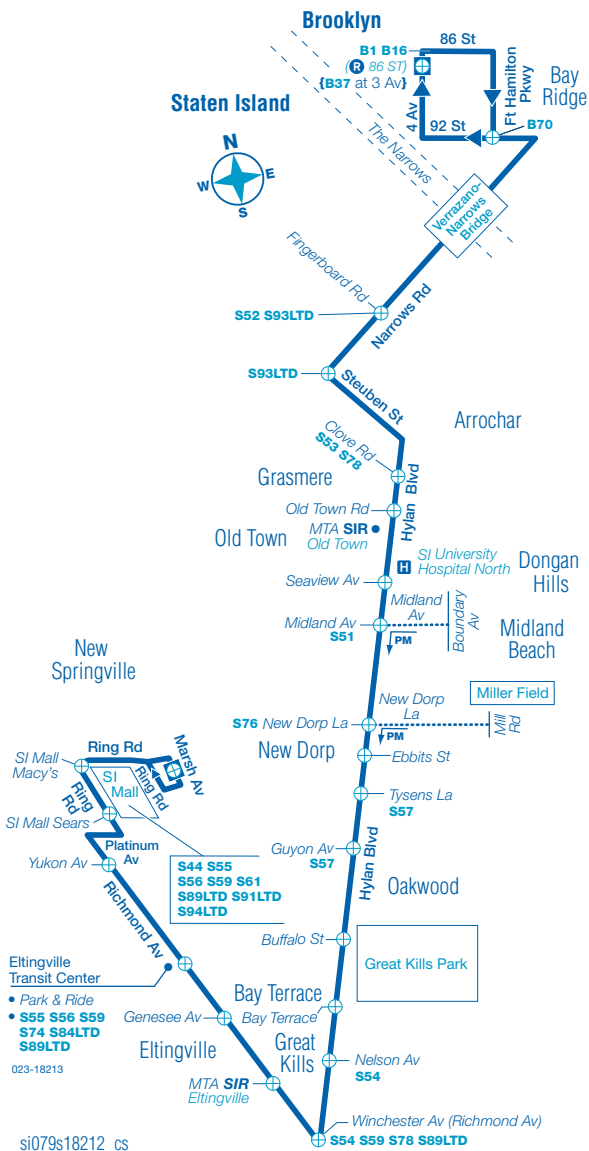 Brooklyn
B1 B16
(R 86 ST)
{B37 at 3 Av}
86 St
Ft Hamilton
Pkwy
Bay
Ridge
4 Av
92 St
B70
Staten Island
The Narrows
N
W
E
S
Verrazano-
Narrows
Bridge
Fingerboard Rd
S52 S93LTD
Narrows Rd
S93LTD
Steuben St
Arrochar
Clove Rd
S53 S78
Grasmere
Hylan Blvd
Old Town Rd
MTA SIR
Old Town
Old Town
H
SI University
Hospital North
Dongan
Hills
Seaview Av
Midland
Av
Boundary
Av
Midland Av
S51
PM
Midland
Beach
New
Springville
Miller Field
New Dorp
La
S76 New Dorp La
Mill
Rd
PM
New Dorp
Ebbits St
Ring Rd
Marsh Av
SI Mall
Macy's
Ring Rd
SI
Mall
Ring
Rd
Tysens La
S57
SI Mall Sears
Platinum
Av
Guyon Av
S57
Hylan Blvd
Yukon Av
S44 S55
S56 S59 S61
S89LTD S91LTD
S94LTD
Oakwood
Richmond Av
Buffalo St
Great Kills Park
Eltingville
Transit Center
• Park & Ride
• S55 S56 S59
S74 S84LTD
S89LTD
023-18213
Bay Terrace
Bay Terrace
Genesee Av
Eltingville
Great
Kills
Nelson Av
S54
MTA SIR
Eltingville
Winchester Av (Richmond Av)
S54 S59 S78 S89LTD
si079s18212 cs